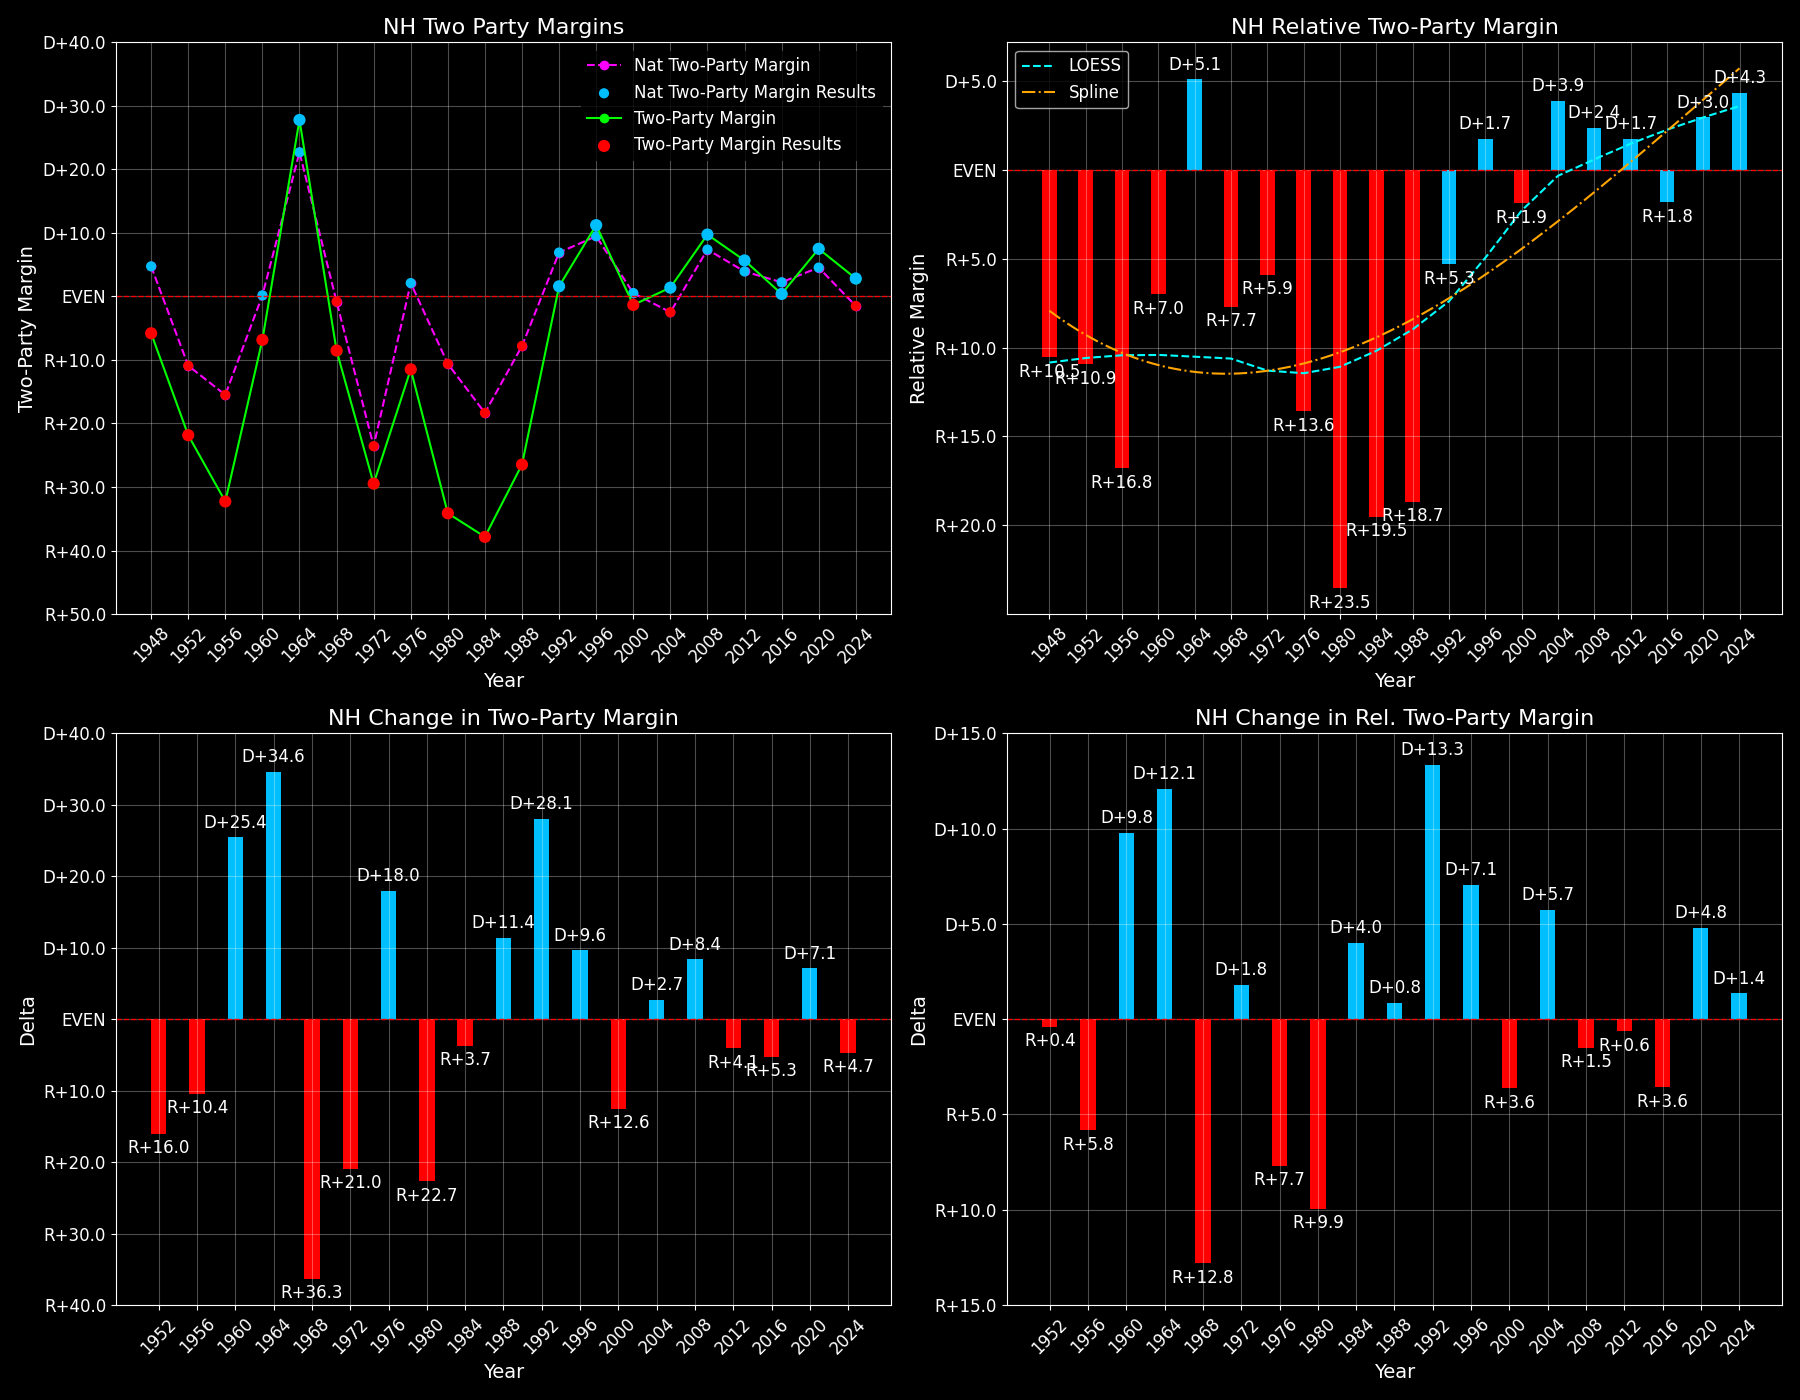 NH Two Party Margins
D+40.0
D+30.0
D+20.0
D+10.0
EVEN
R+10.0
R+20.0
R+30.0
R+40.0
R+50.0
Two-Party Margin
Nat Two-Party Margin
Nat Two-Party Margin Results
Two-Party Margin
Two-Party Margin Results
1948 1952 1956 1960 1964 1968 1972 1976 1980 1984 1988 1992 1996 2000 2004 2008 2012 2016 2020 2024
Year
NH Relative Two-Party Margin
D+5.0
EVEN
R+5.0
R+10.0
R+15.0
R+20.0
Relative Margin
LOESS
Spline
R+10.5
R+10.9
R+16.8
R+7.0
D+5.1
R+7.7
R+5.9
R+13.6
R+23.5
R+19.5
R+18.7
R+5.3
D+1.7
R+1.9
D+3.9
D+2.4
D+1.7
R+1.8
D+3.0
D+4.3
1948 1952 1956 1960 1964 1968 1972 1976 1980 1984 1988 1992 1996 2000 2004 2008 2012 2016 2020 2024
Year
NH Change in Two-Party Margin
D+40.0
D+30.0
D+20.0
D+10.0
EVEN
R+10.0
R+20.0
R+30.0
R+40.0
Delta
R+16.0
R+10.4
D+25.4
D+34.6
R+36.3
R+21.0
D+18.0
R+22.7
R+3.7
D+11.4
D+28.1
D+9.6
R+12.6
D+2.7
D+8.4
R+4.1
R+5.3
D+7.1
R+4.7
1952 1956 1960 1964 1968 1972 1976 1980 1984 1988 1992 1996 2000 2004 2008 2012 2016 2020 2024
Year
NH Change in Rel. Two-Party Margin
D+15.0
D+10.0
D+5.0
EVEN
R+5.0
R+10.0
R+15.0
Delta
R+0.4
R+5.8
D+9.8
D+12.1
R+12.8
D+1.8
R+7.7
R+9.9
D+4.0
D+0.8
D+13.3
D+7.1
R+3.6
D+5.7
R+1.5
R+0.6
R+3.6
D+4.8
D+1.4
1952 1956 1960 1964 1968 1972 1976 1980 1984 1988 1992 1996 2000 2004 2008 2012 2016 2020 2024
Year